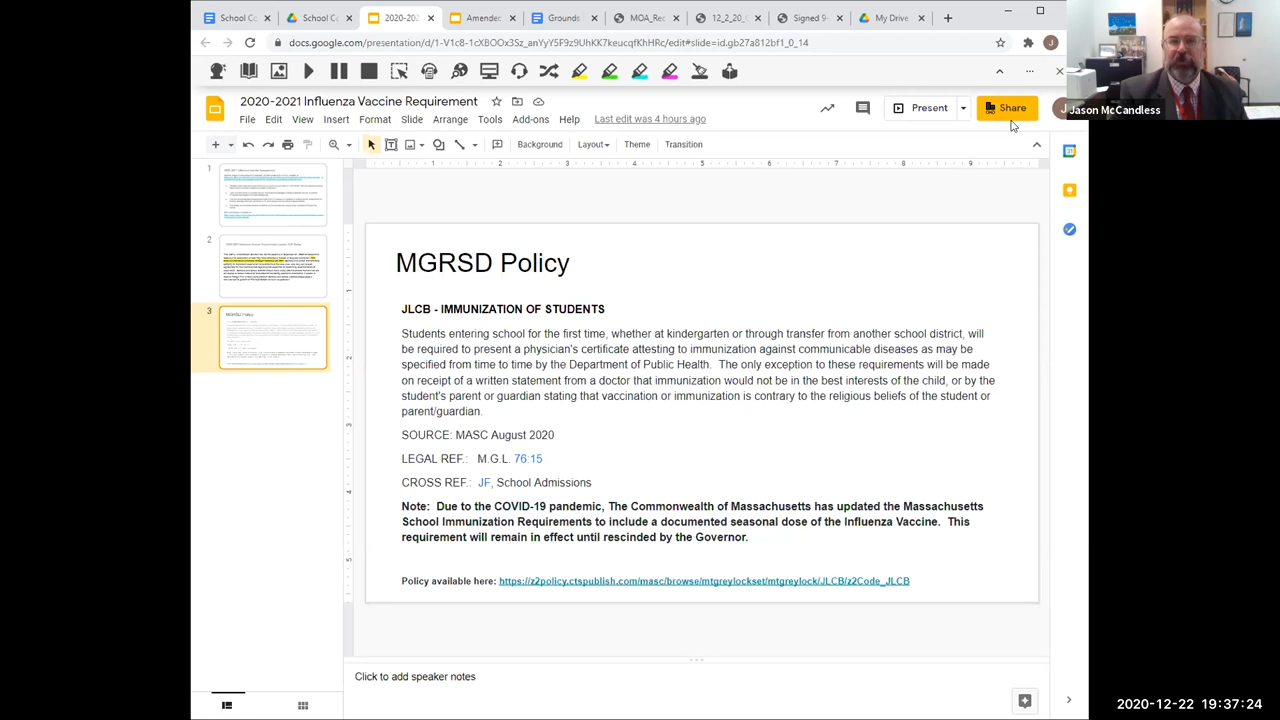 School Co.
School Co
2020-20
Amended
Grounds
12_2_20_
Signed 9-
My Drive
docs.google.com/presentat
edit#slide=id.gb27a812bf1_0_14
J
2020-2021 Influenza Vaccine Requirement
Present
Share
File Edit View Insert Arrange Tools Add-ons Help Last edit was 4 hours ago
Jason McCandless
Background Layout Theme Transition
1
2
3
Policy
JLCB - IMMUNIZATION OF STUDENTS
Students entering school for the first time, whether at kindergarten or through transfer from another school system, will
be required to present a physician's certificate attesting to immunization against communicable diseases as may be
specified from time to time by the Department of Public Health. The only exception to these requirements will be made
on receipt of a written statement from a doctor that immunization would not be in the best interests of the child, or by the
student's parent or guardian stating that vaccination or immunization is contrary to the religious beliefs of the student or
parent/guardian.
SOURCE: MASC August 2020
LEGAL REF.: M.G.L. 76:15
CROSS REF.: JF, School Admissions
Note: Due to the COVID-19 pandemic, The Commonwealth of Massachusetts has updated the Massachusetts
School Immunization Requirements to include a documented seasonal dose of the Influenza Vaccine. This
requirement will remain in effect until rescinded by the Governor.
Policy available here: https://z2policy.ctspublish.com/masc/browse/mtgreylockset/mtgreylock/JLCB/z2Code_JLCB
Click to add speaker notes
2020-12-22 19:37:24